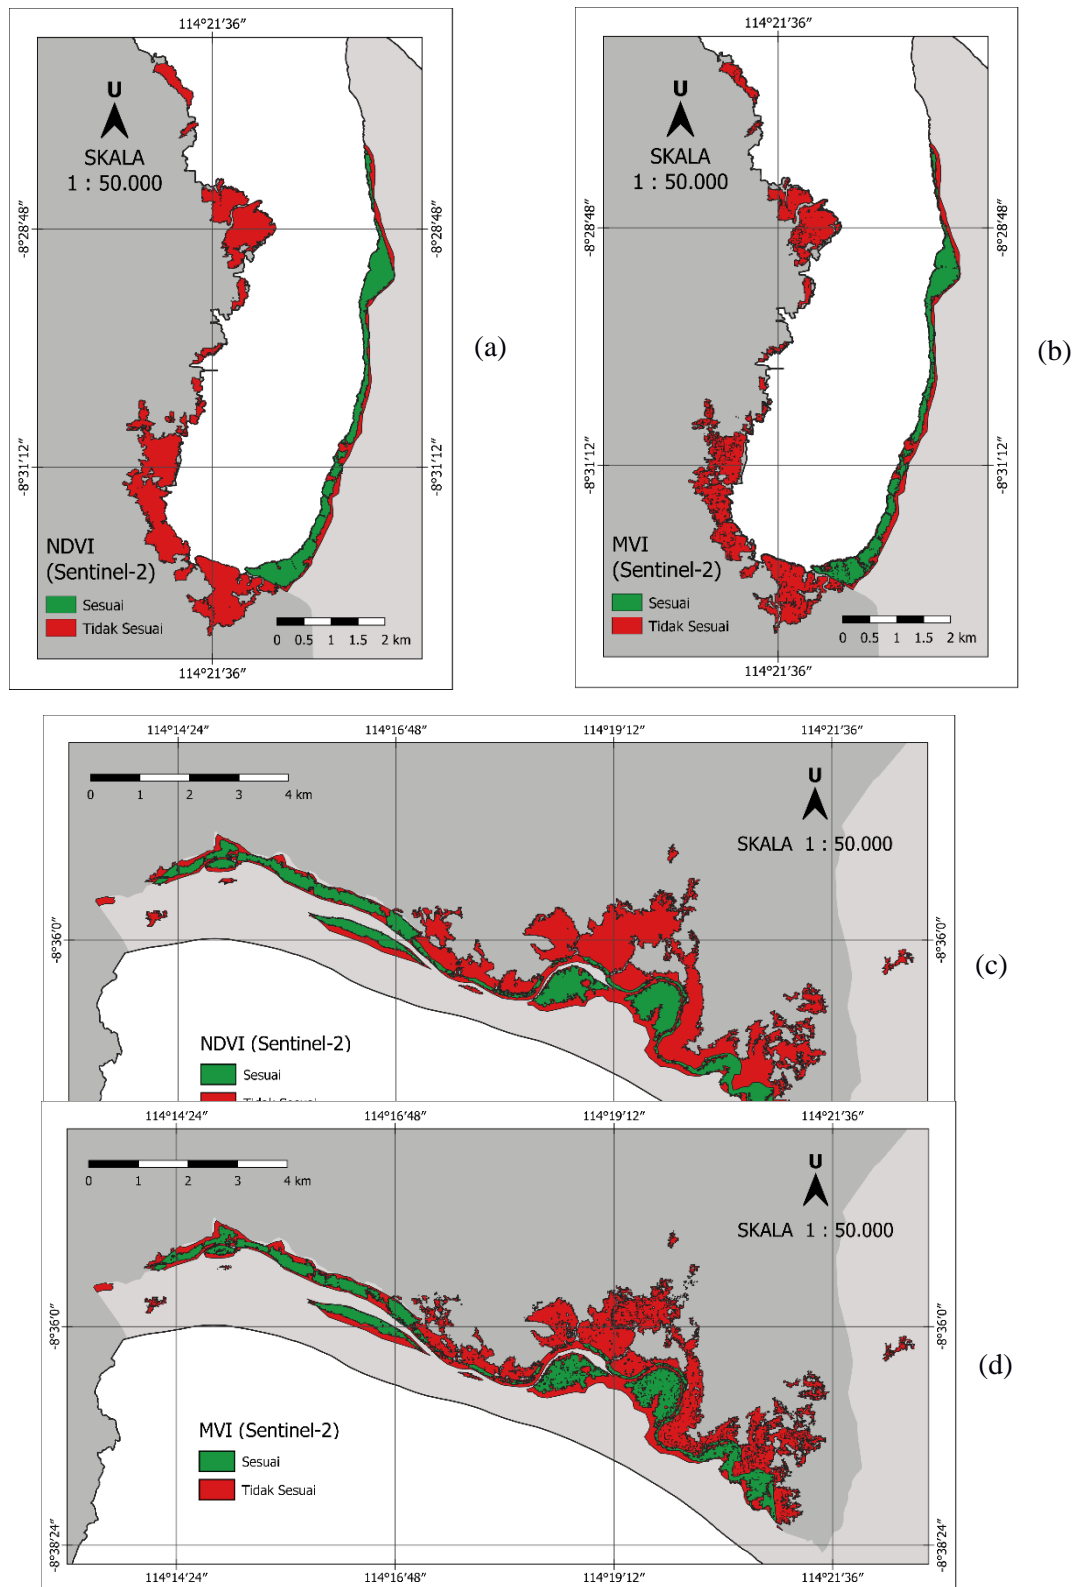 114°21'36"
U
SKALA
1 : 50.000
-8°28'48"
-8°28'48"
-8°31'12"
-8°31'12"
NDVI
(Sentinel-2)
Sesuai
Tidak Sesuai
0 0.5 1 1.5 2 km
114°21'36"
(a)
114°21'36"
U
SKALA
1 : 50.000
-8°28'48"
-8°28'48"
-8°31'12"
-8°31'12"
MVI
(Sentinel-2)
Sesuai
Tidak Sesuai
0 0.5 1 1.5 2 km
114°21'36"
(b)
114°14'24" 114°16'48" 114°19'12" 114°21'36"
0 1 2 3 4 km
U
SKALA 1 : 50.000
-8°36'0"
-8°36'0"
NDVI (Sentinel-2)
Sesuai
Tidak Sesuai
(c)
114°14'24" 114°16'48" 114°19'12" 114°21'36"
0 1 2 3 4 km
U
SKALA 1 : 50.000
-8°36'0"
-8°36'0"
MVI (Sentinel-2)
Sesuai
Tidak Sesuai
-8°38'24"
-8°38'24"
114°14'24" 114°16'48" 114°19'12" 114°21'36"
(d)